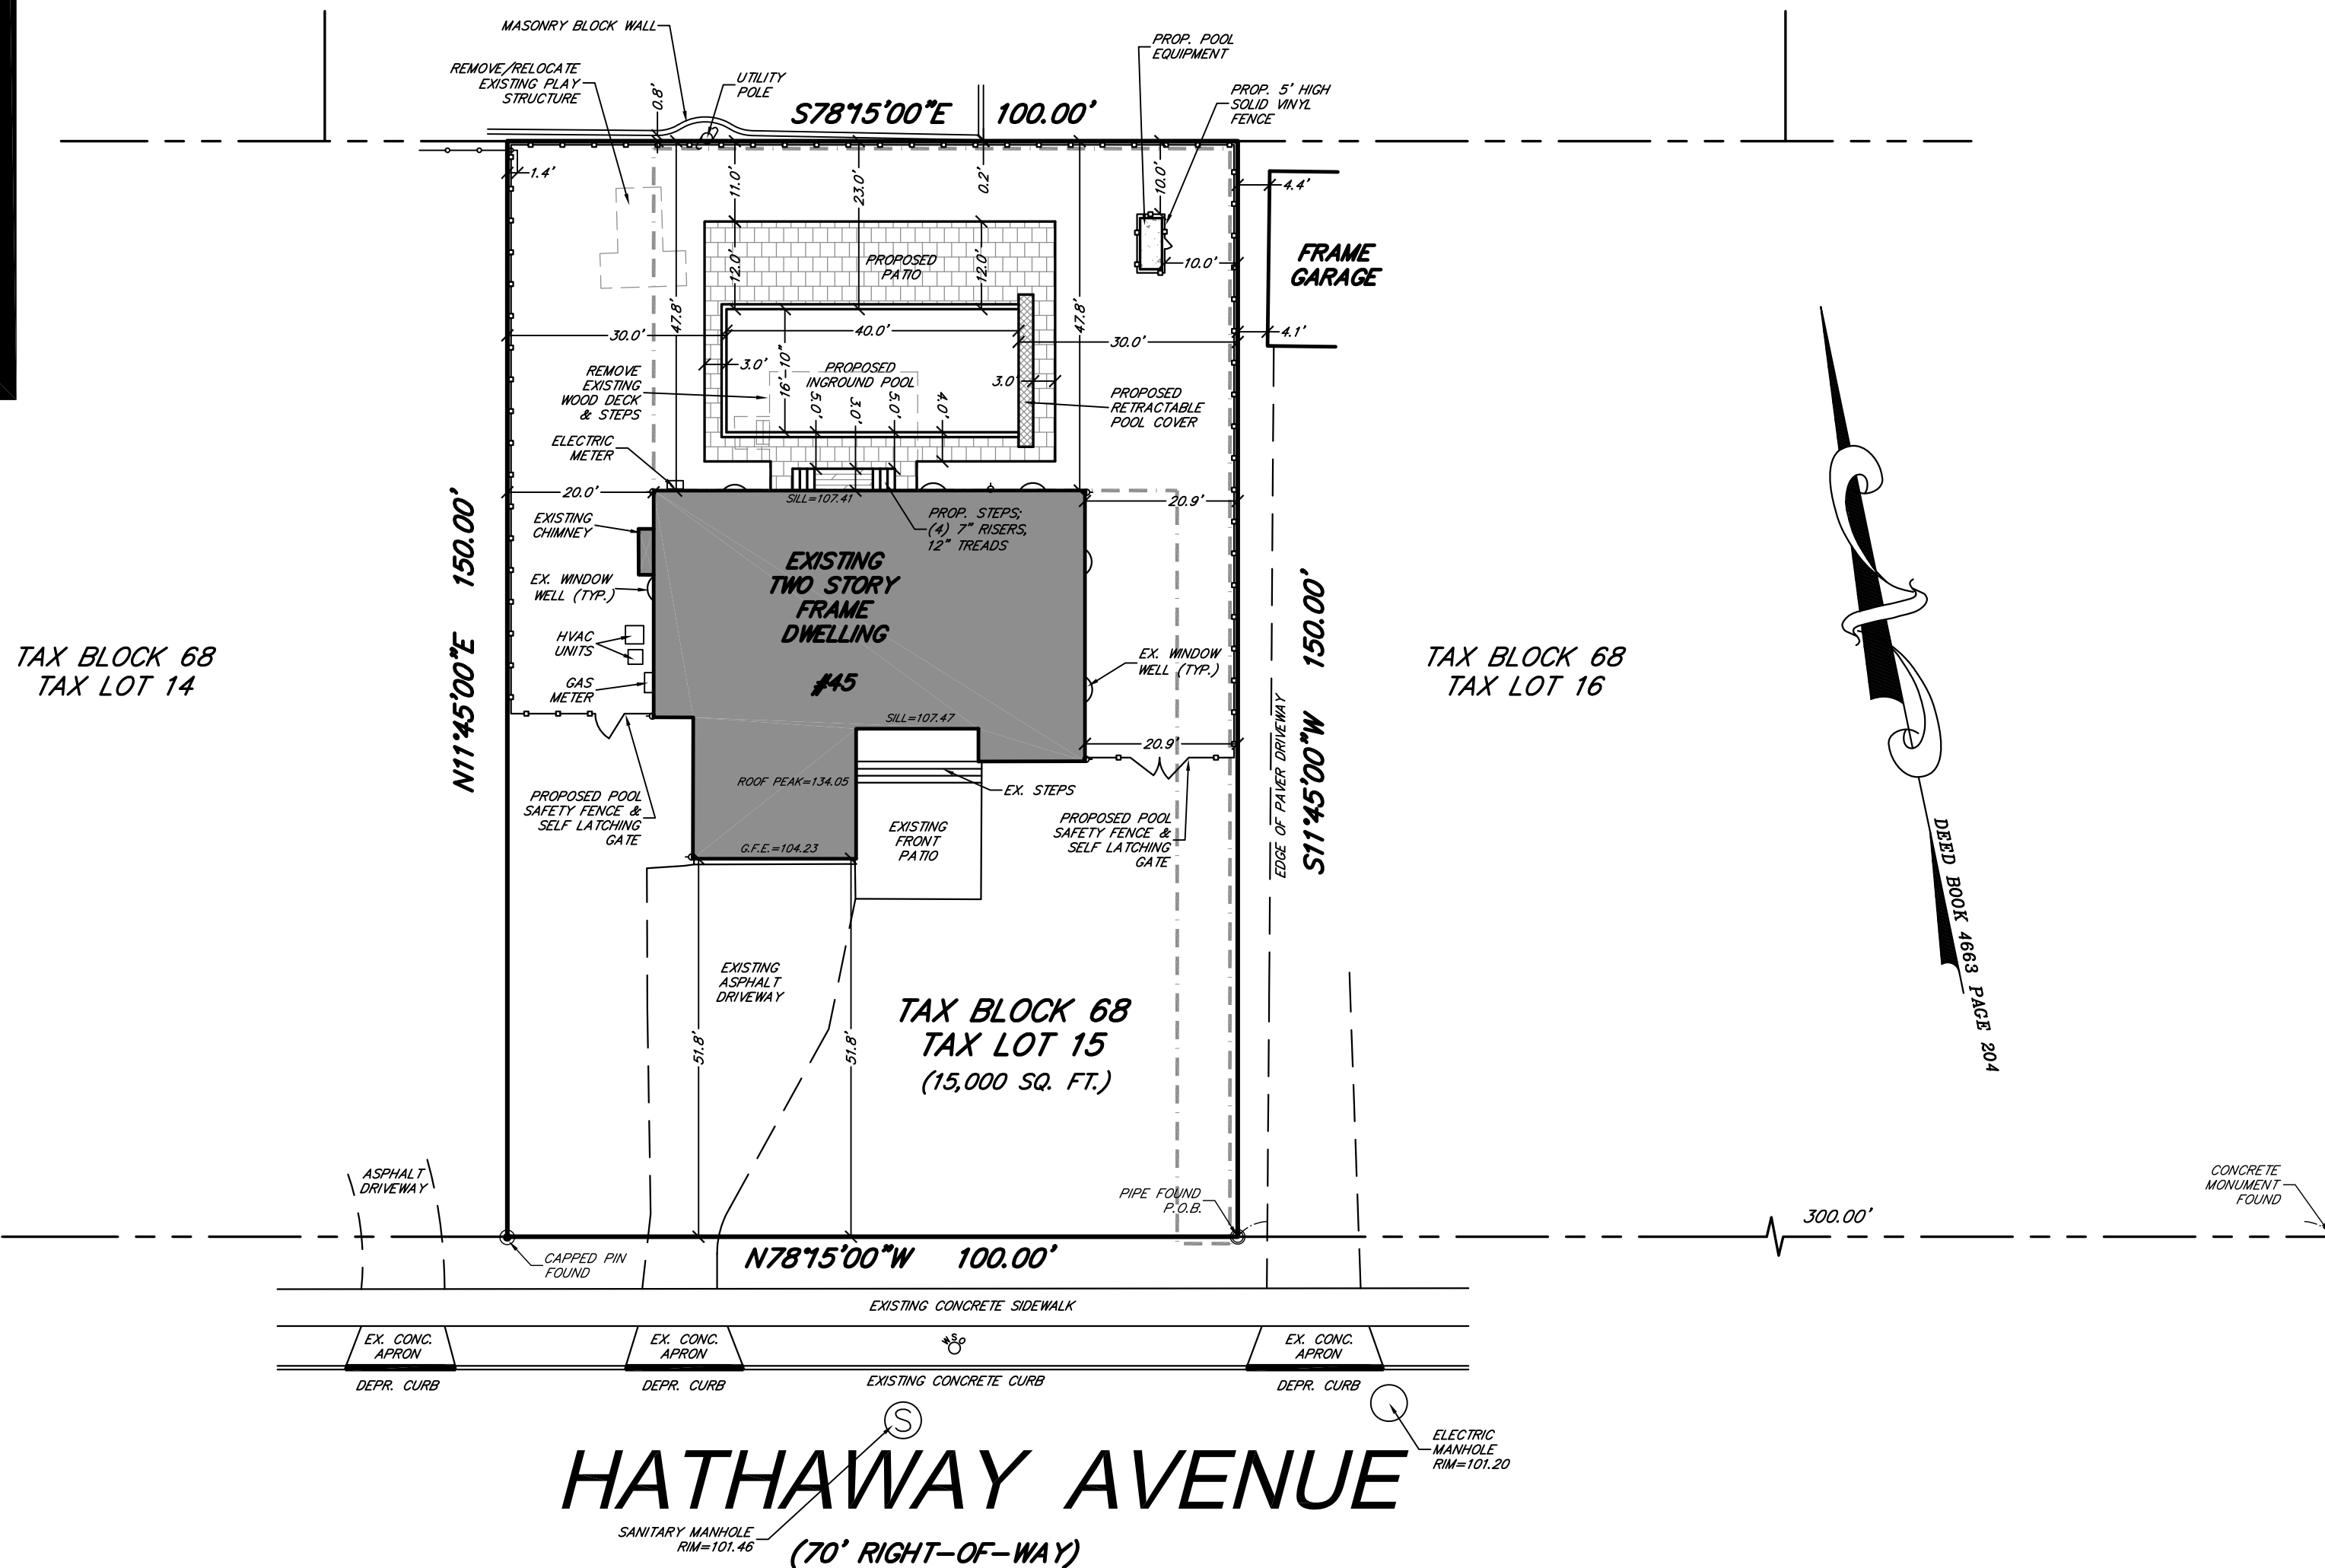 MASONRY BLOCK WALL
REMOVE/RELOCATE
EXISTING PLAY
STRUCTURE
0.8'
UTILITY
POLE
S78°15'00"E 100.00'
PROP. POOL
EQUIPMENT
PROP. 5' HIGH
SOLID VINYL
FENCE
1.4'
11.0'
23.0'
0.2'
10.0'
4.4'
FRAME
GARAGE
10.0'
4.1'
47.8'
12.0'
PROPOSED
PATIO
12.0'
47.8'
30.0'
40.0'
30.0'
3.0'
16'-10"
PROPOSED
INGROUND POOL
3.0'
REMOVE
EXISTING
WOOD DECK
& STEPS
5.0'
3.0'
5.0'
4.0'
PROPOSED
RETRACTABLE
POOL COVER
ELECTRIC
METER
20.0'
SILL=107.41
20.9'
EXISTING
CHIMNEY
PROP. STEPS;
(4) 7" RISERS,
12" TREADS
EX. WINDOW
WELL (TYP.)
EXISTING
TWO STORY
FRAME
DWELLING
#45
HVAC
UNITS
GAS
METER
EX. WINDOW
WELL (TYP.)
N11°45'00"E 150.00'
S11°45'00"W 150.00'
EDGE OF PAVER DRIVEWAY
TAX BLOCK 68
TAX LOT 14
TAX BLOCK 68
TAX LOT 16
SILL=107.47
20.9'
ROOF PEAK=134.05
EX. STEPS
PROPOSED POOL
SAFETY FENCE &
SELF LATCHING
GATE
EXISTING
FRONT
PATIO
PROPOSED POOL
SAFETY FENCE &
SELF LATCHING
GATE
G.F.E.=104.23
DEED BOOK 4663 PAGE 204
EXISTING
ASPHALT
DRIVEWAY
51.8'
51.8'
TAX BLOCK 68
TAX LOT 15
(15,000 SQ. FT.)
ASPHALT
DRIVEWAY
PIPE FOUND
P.O.B.
CONCRETE
MONUMENT
FOUND
300.00'
CAPPED PIN
FOUND
N78°15'00"W 100.00'
EXISTING CONCRETE SIDEWALK
EX. CONC.
APRON
EX. CONC.
APRON
WSO
EX. CONC.
APRON
DEPR. CURB
DEPR. CURB
EXISTING CONCRETE CURB
DEPR. CURB
S
ELECTRIC
MANHOLE
RIM=101.20
HATHAWAY AVENUE
SANITARY MANHOLE
RIM=101.46
(70' RIGHT-OF-WAY)